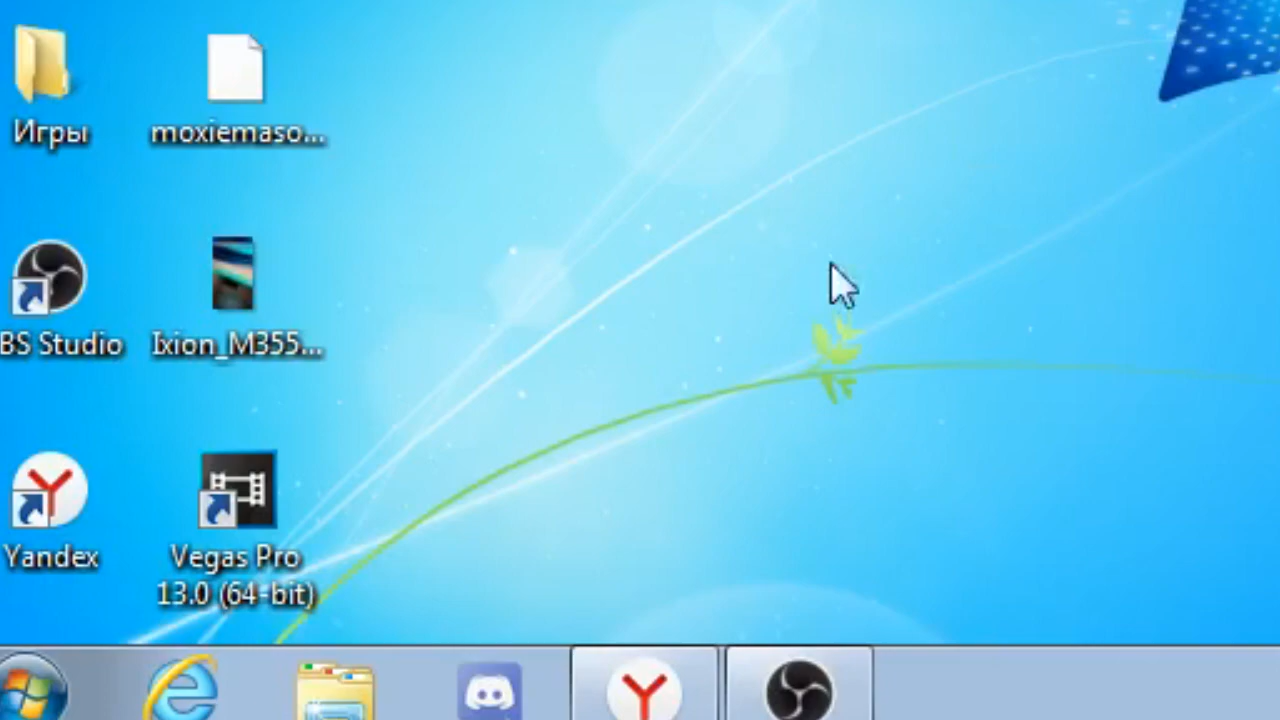 Игры
moxiemaso...
BS Studio
Ixion_M355...
Yandex
Vegas Pro
13.0 (64-bit)